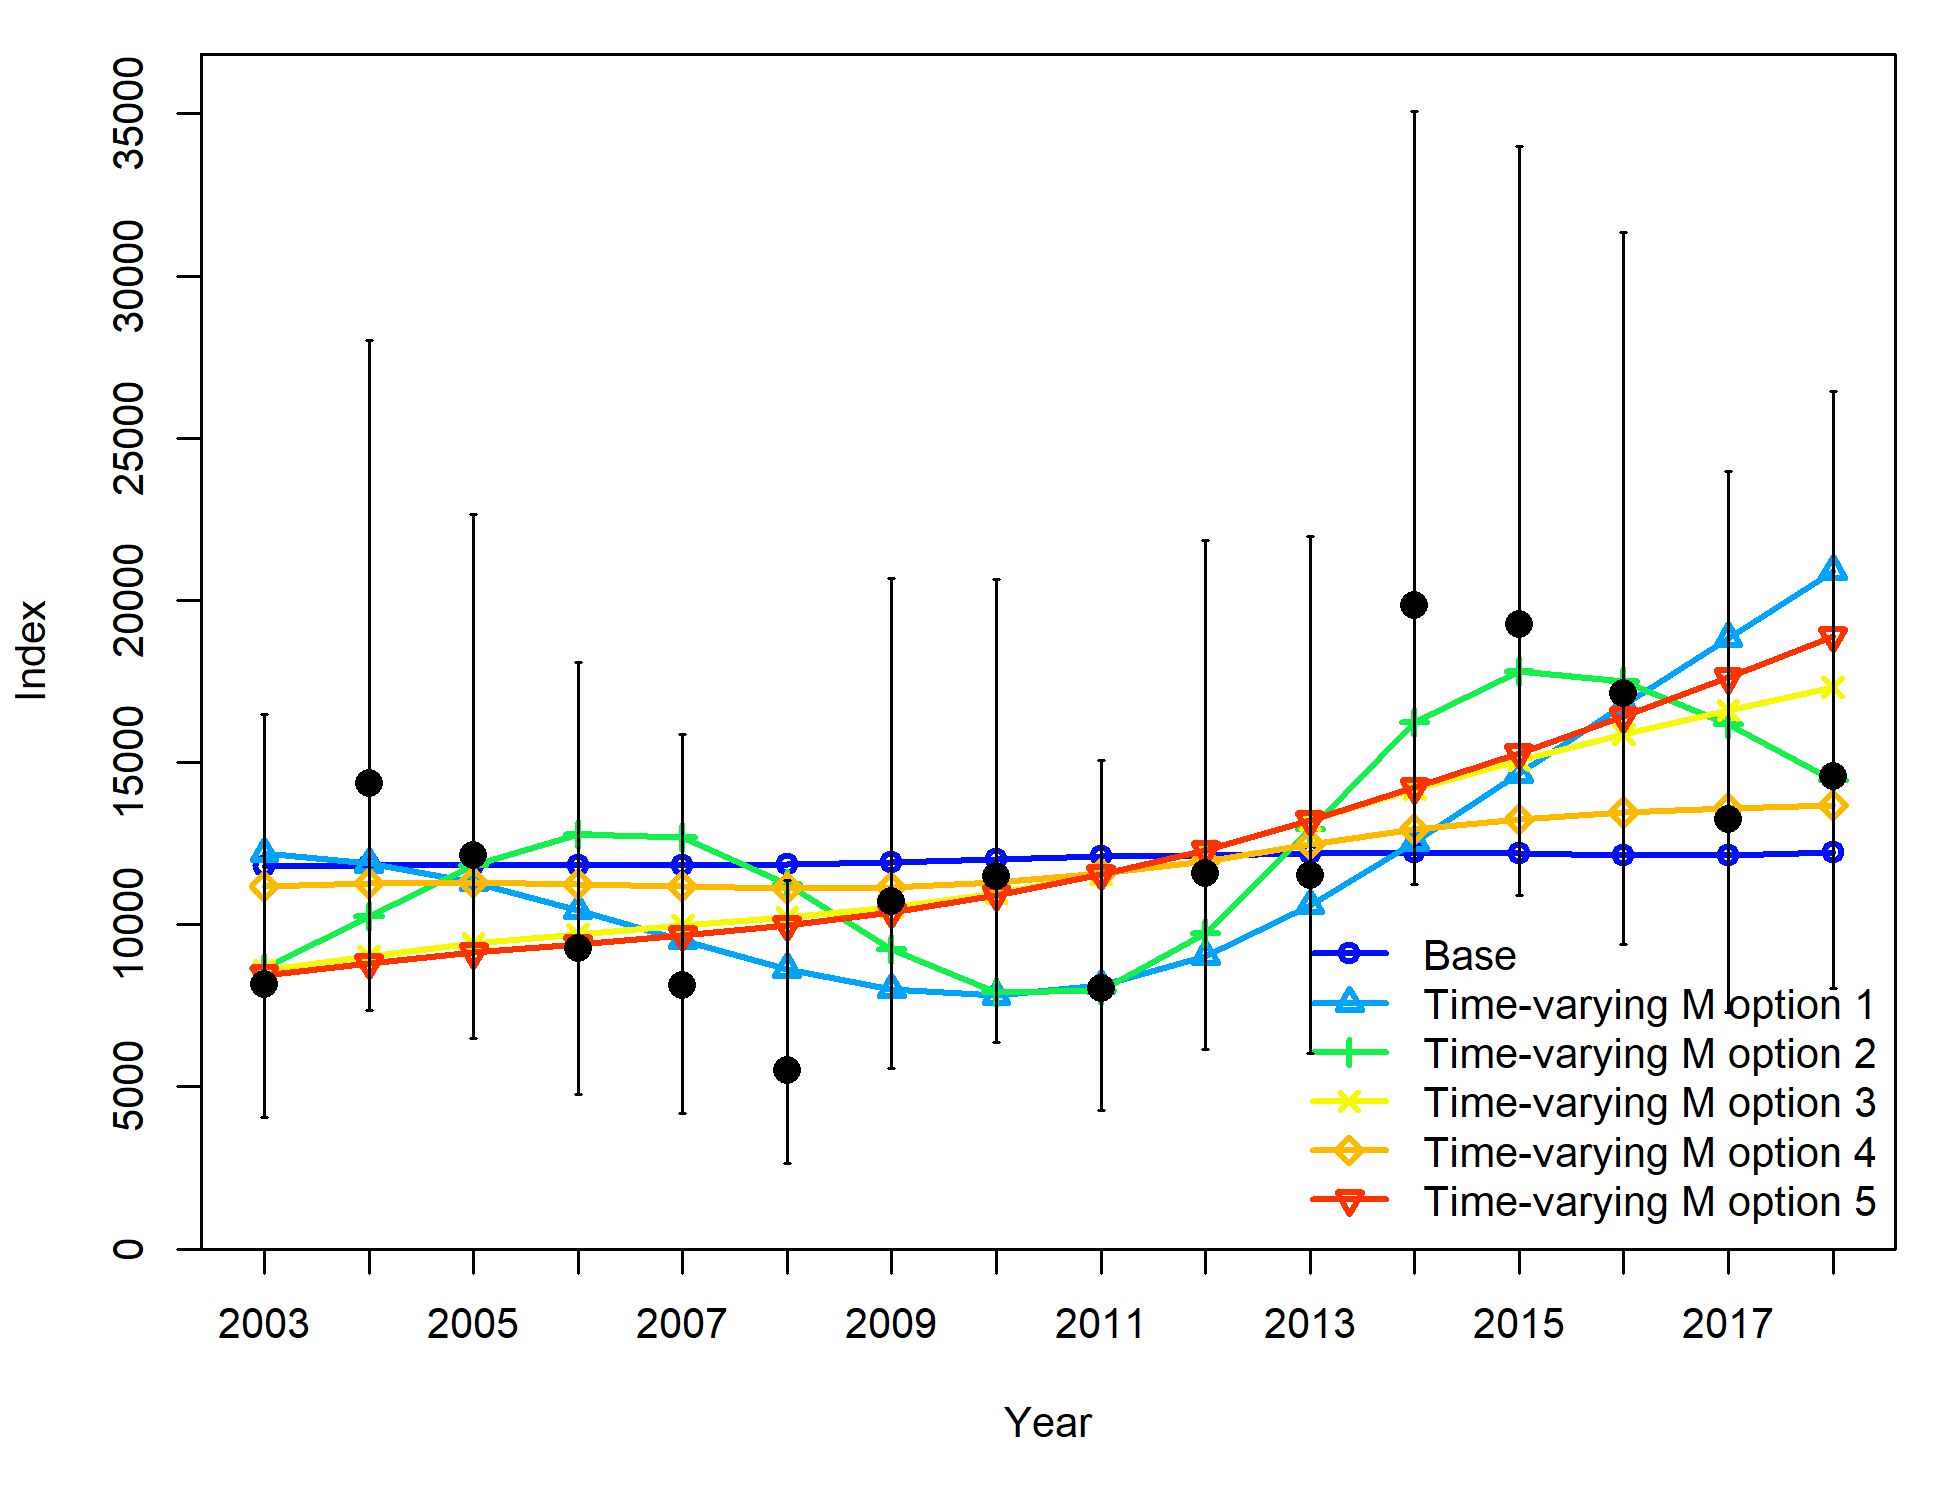 35000
30000
25000
20000
15000
10000
5000
0
Index
Base
Time-varying M option 1
Time-varying M option 2
Time-varying M option 3
Time-varying M option 4
Time-varying M option 5
2003 2005 2007 2009 2011 2013 2015 2017
Year